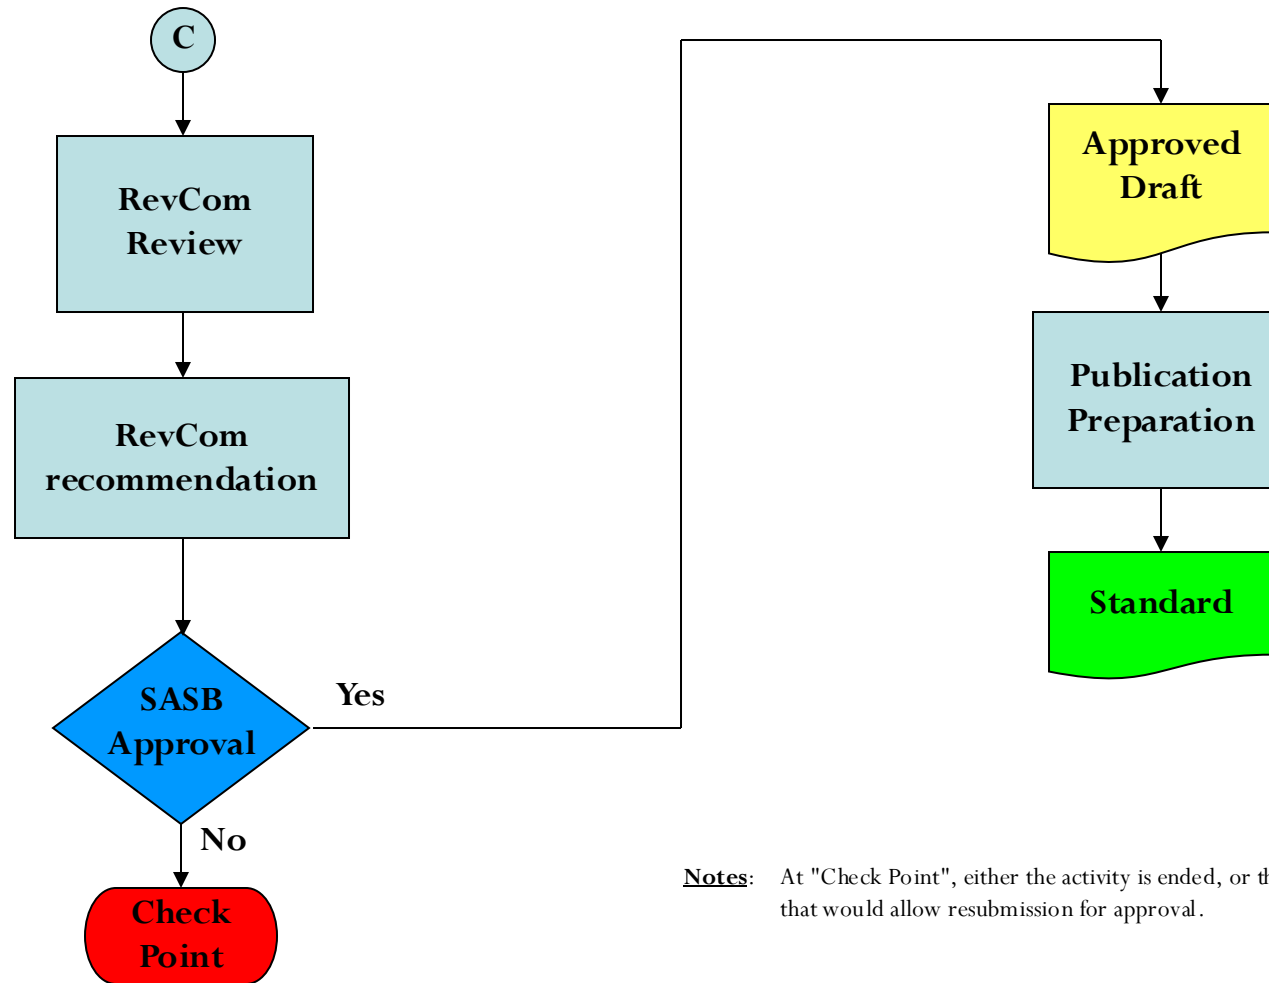 C
RevCom
Review
RevCom
recommendation
SASB
Approval
Yes
No
Check
Point
Approved
Draft
Publication
Preparation
Standard
Notes: At "Check Point", either the activity is ended, or
that would allow resubmission for approval.